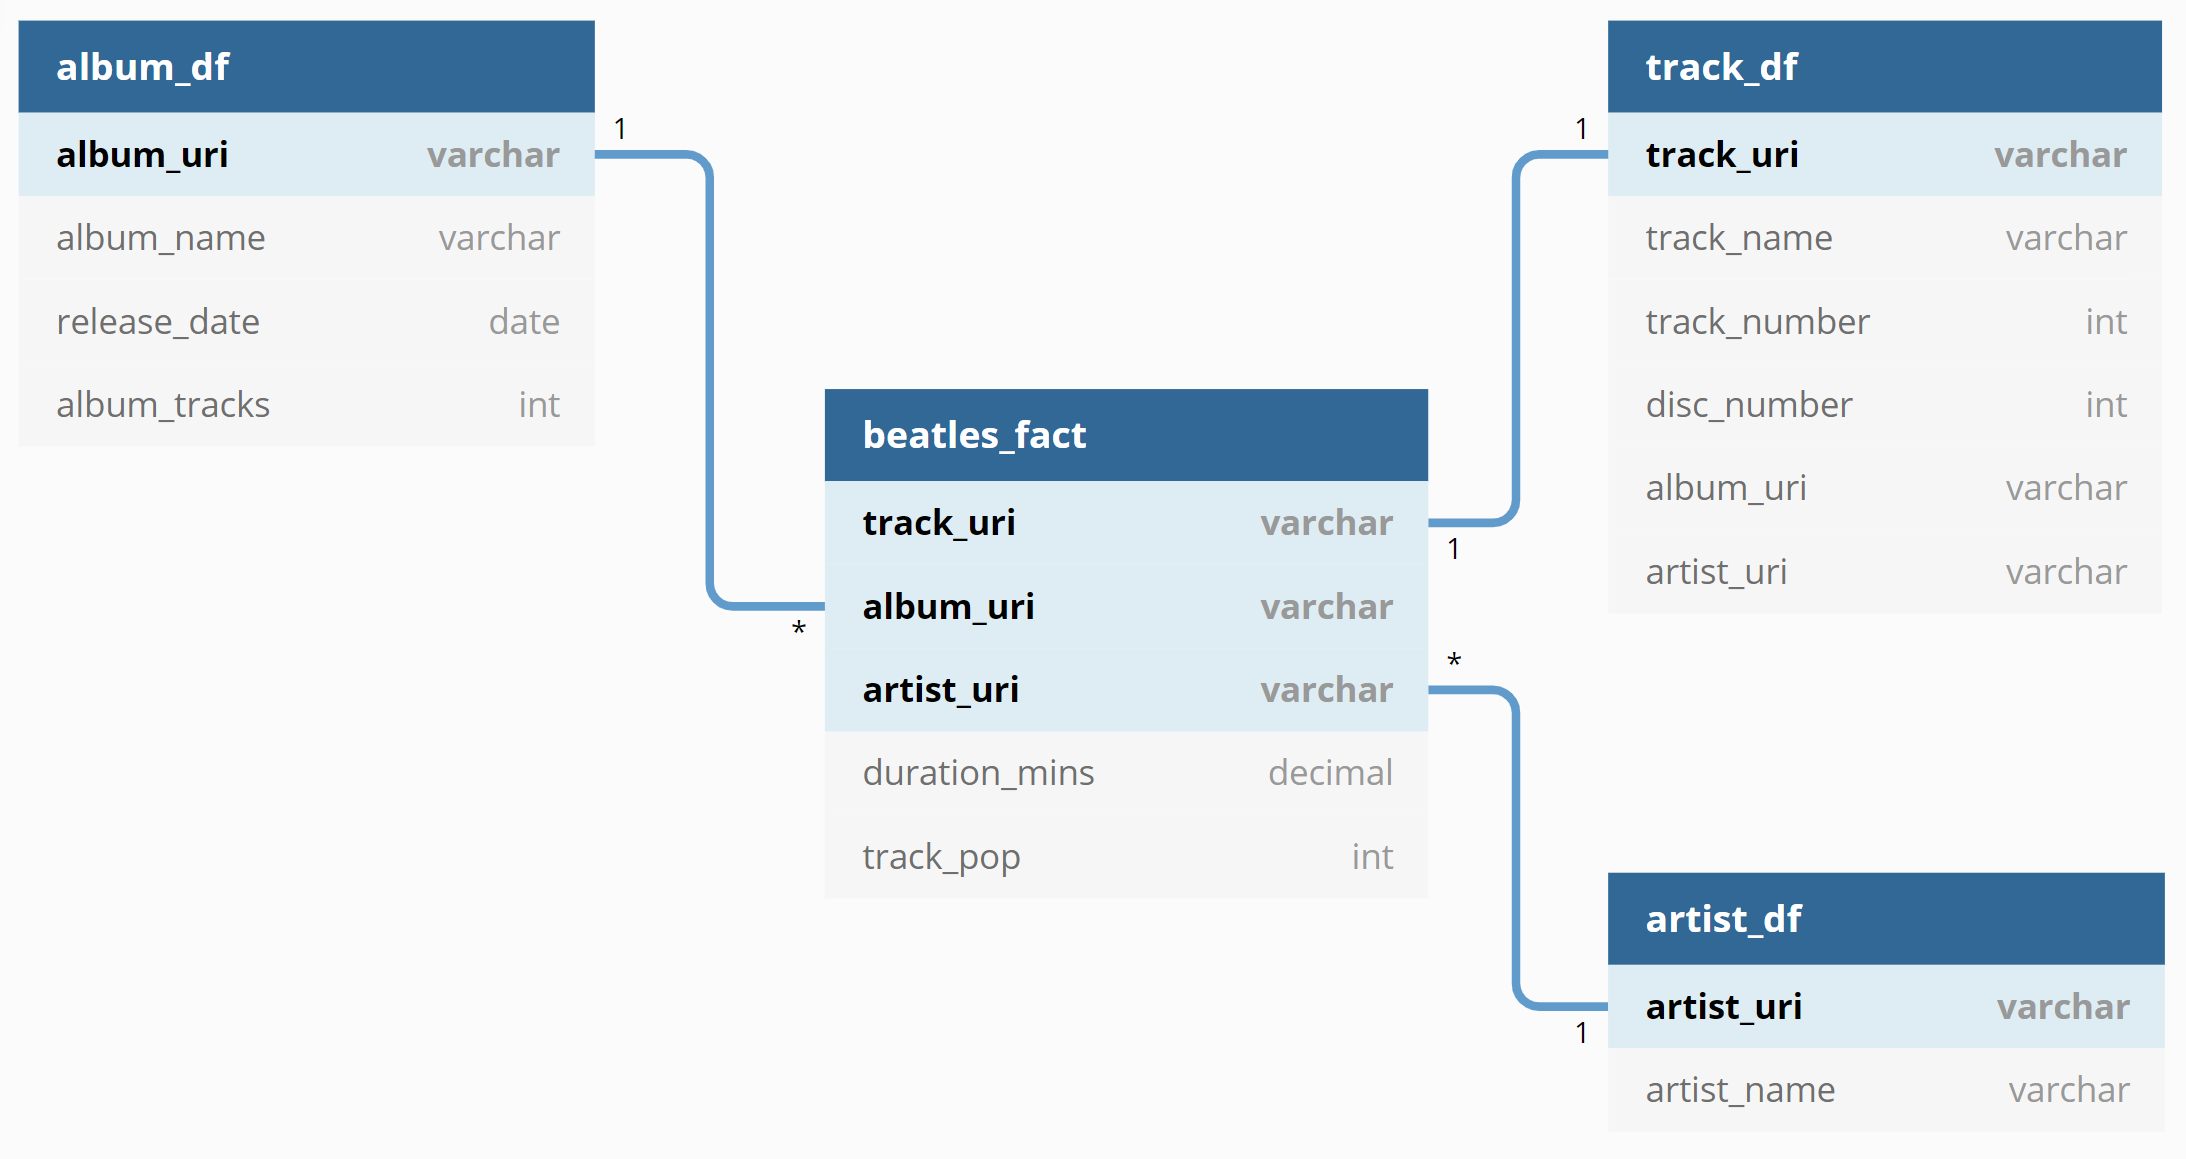 album_df
album_uri varchar
album_name varchar
release_date date
album_tracks int
1
*
beatles_fact
track_uri varchar
album_uri varchar
artist_uri varchar
duration_mins decimal
track_pop int
1
1
track_df
track_uri varchar
track_name varchar
track_number int
disc_number int
album_uri varchar
artist_uri varchar
*
1
artist_df
artist_uri varchar
artist_name varchar